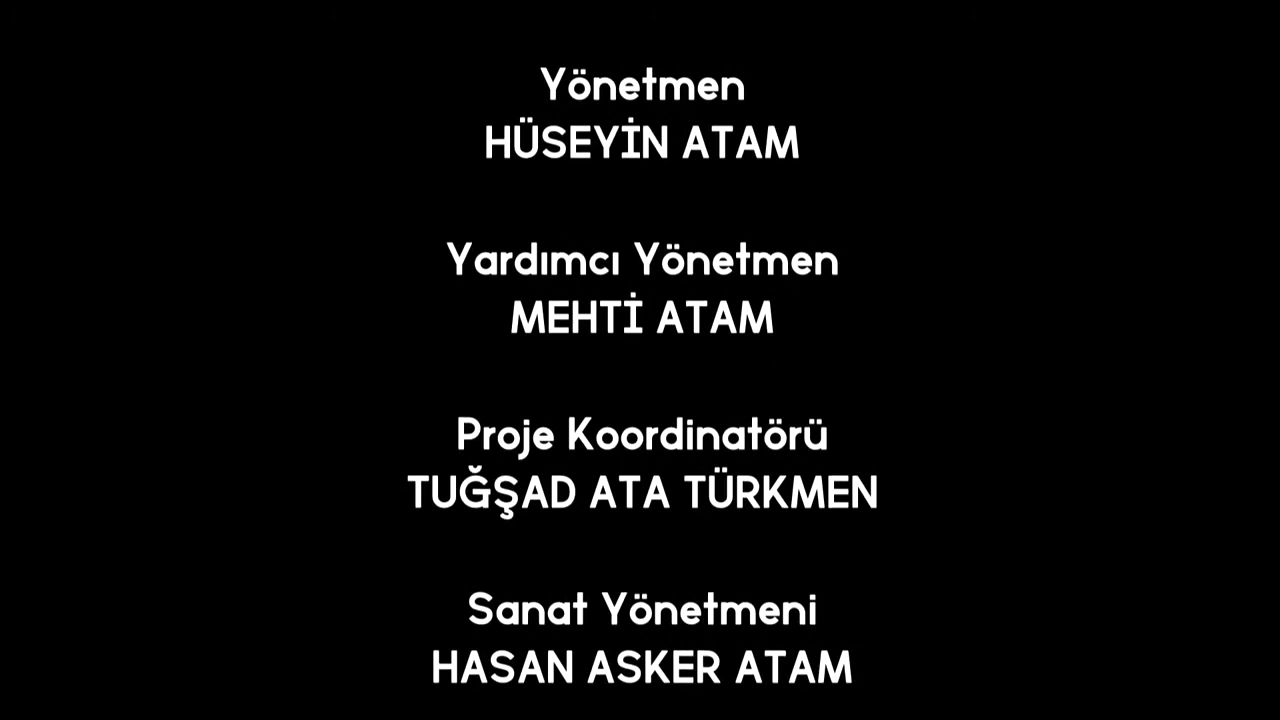 Yönetmen
HÜSEYİN ATAM
Yardımcı Yönetmen
MEHTİ ATAM
Proje Koordinatörü
TUĞŞAD ATA TÜRKMEN
Sanat Yönetmeni
HASAN ASKER ATAM